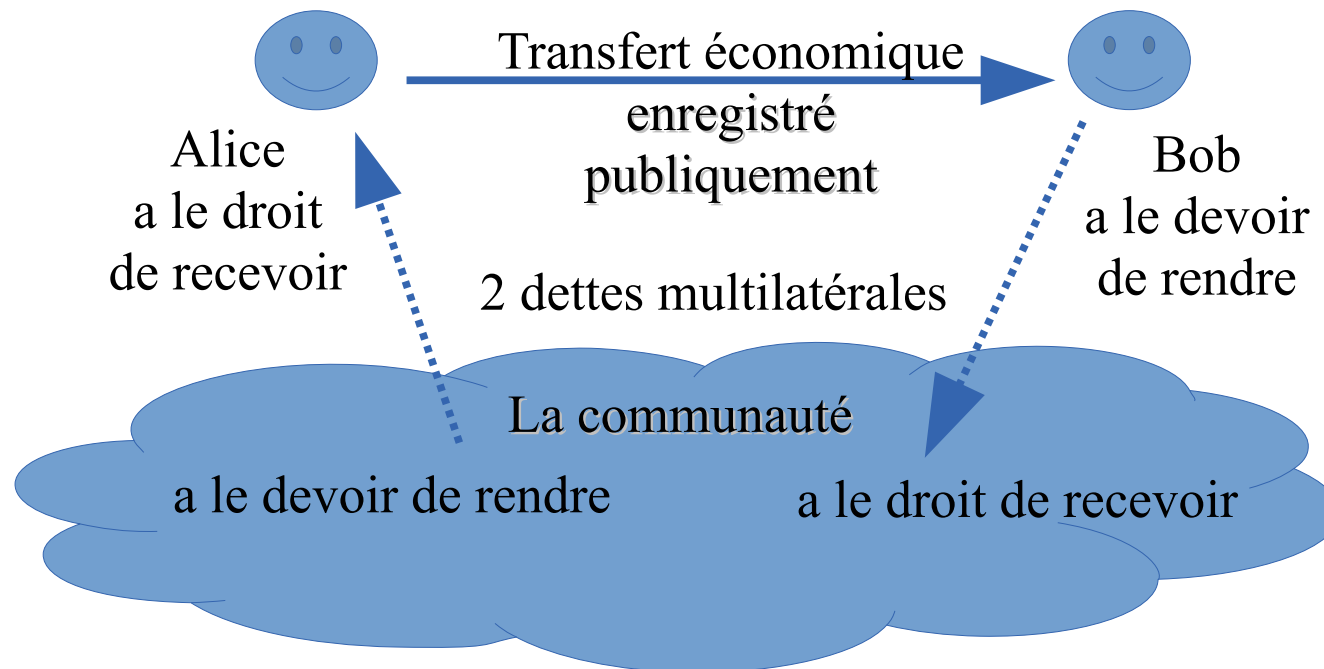 Transfert économique
enregistré
publiquement
Alice
a le droit
de recevoir
Bob
a le devoir
de rendre
2 dettes multilatérales
La communauté
a le devoir de rendre
a le droit de recevoir